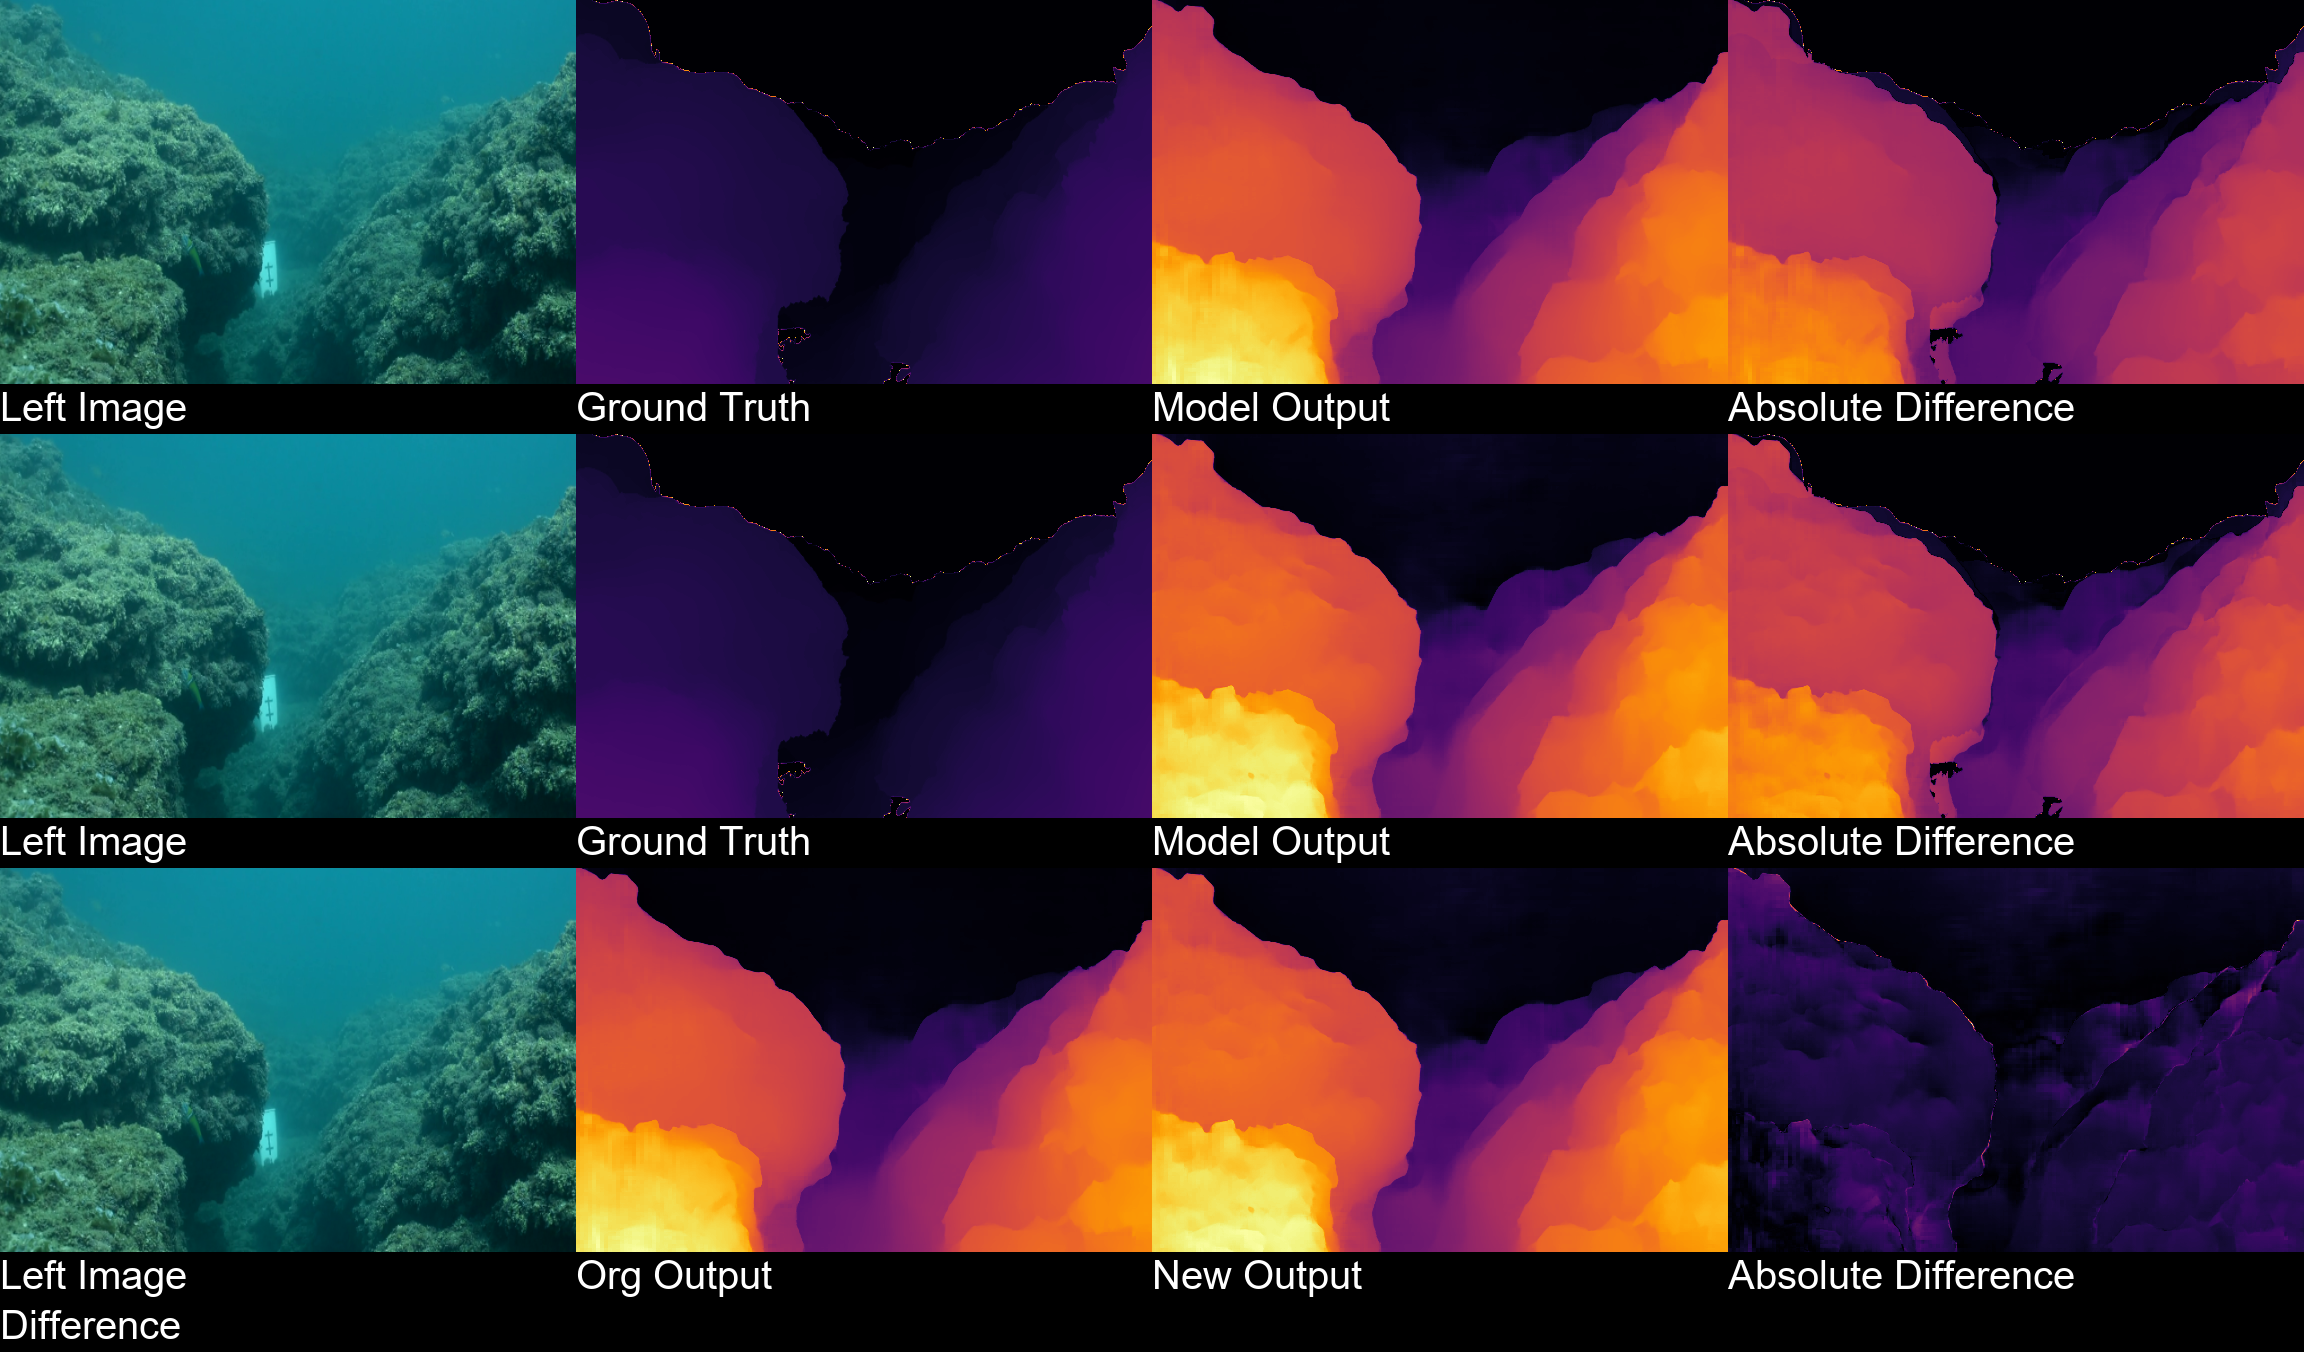 Left Image
Ground Truth
Model Output
Absolute Difference
Left Image
Ground Truth
Model Output
Absolute Difference
Left Image
Difference
Org Output
New Output
Absolute Difference